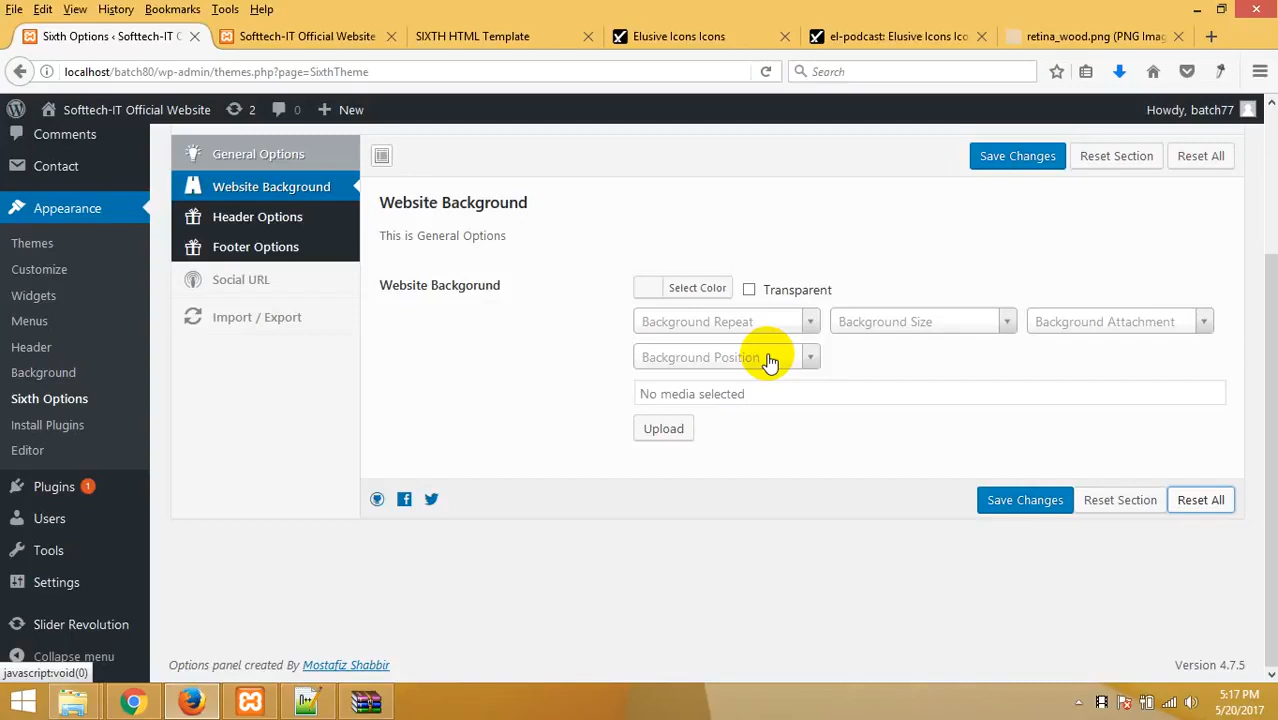 File Edit View History Bookmarks Tools Help
Sixth Options ‹ Softtech-IT O
Softtech-IT Official Website
SIXTH HTML Template
Elusive Icons Icons
el-podcast: Elusive Icons Ico
retina_wood.png (PNG Imag
localhost/batch80/wp-admin/themes.php?page=SixthTheme
Search
Softtech-IT Official Website 2 0 New
Howdy, batch77
Comments
Contact
Appearance
Themes
Customize
Widgets
Menus
Header
Background
Sixth Options
Install Plugins
Editor
Plugins 1
Users
Tools
Settings
Slider Revolution
Collapse menu
javascript:void(0)
General Options
Website Background
Header Options
Footer Options
Social URL
Import / Export
Save Changes Reset Section Reset All
Website Background
This is General Options
Website Backgorund
Select Color Transparent
Background Repeat Background Size Background Attachment
Background Position
No media selected
Upload
Save Changes Reset Section Reset All
Options panel created By Mostafiz Shabbir
Version 4.7.5
5:17 PM
5/20/2017